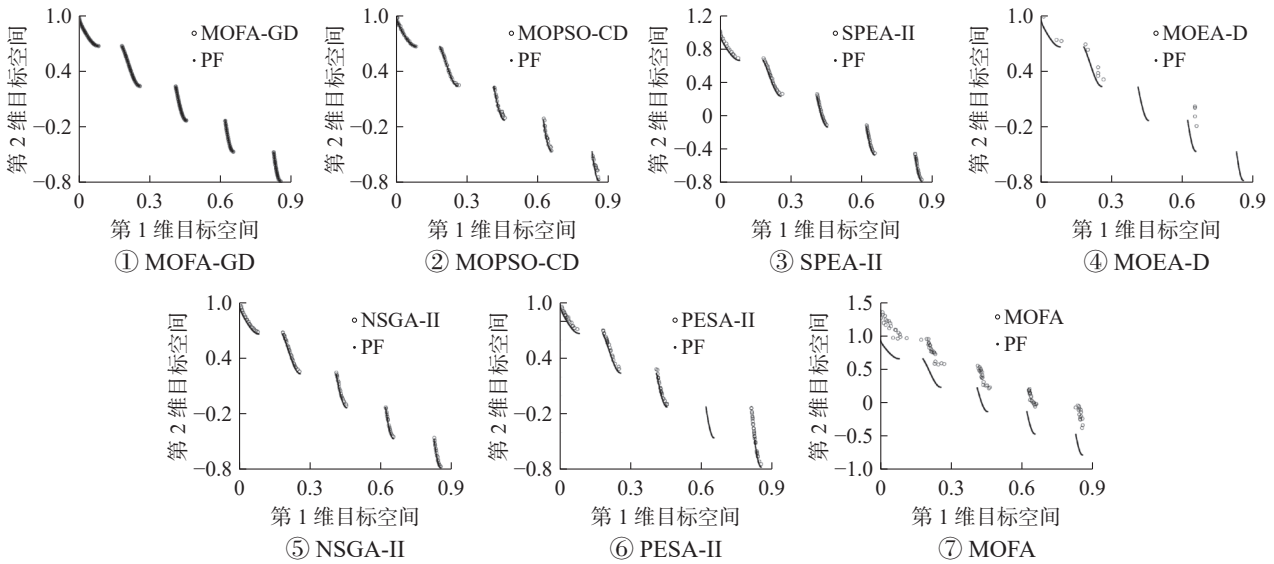 1.0
0.4
−0.2
−0.8
0
0.3
0.6
0.9
MOFA-GD
PF
第 2 维目标空间
第 1 维目标空间
① MOFA-GD
1.0
0.4
−0.2
−0.8
0
0.3
0.6
0.9
MOPSO-CD
PF
第 2 维目标空间
第 1 维目标空间
② MOPSO-CD
1.2
0.8
0.4
0
−0.4
−0.8
0
0.3
0.6
0.9
SPEA-II
PF
第 2 维目标空间
第 1 维目标空间
③ SPEA-II
1.0
0.4
−0.2
−0.8
0
0.3
0.6
0.9
MOEA-D
PF
第 2 维目标空间
第 1 维目标空间
④ MOEA-D
1.0
0.4
−0.2
−0.8
0
0.3
0.6
0.9
NSGA-II
PF
第 2 维目标空间
第 1 维目标空间
⑤ NSGA-II
1.0
0.4
−0.2
−0.8
0
0.3
0.6
0.9
PESA-II
PF
第 2 维目标空间
第 1 维目标空间
⑥ PESA-II
1.5
1.0
0.5
0
−0.5
−1.0
0
0.3
0.6
0.9
MOFA
PF
第 2 维目标空间
第 1 维目标空间
⑦ MOFA